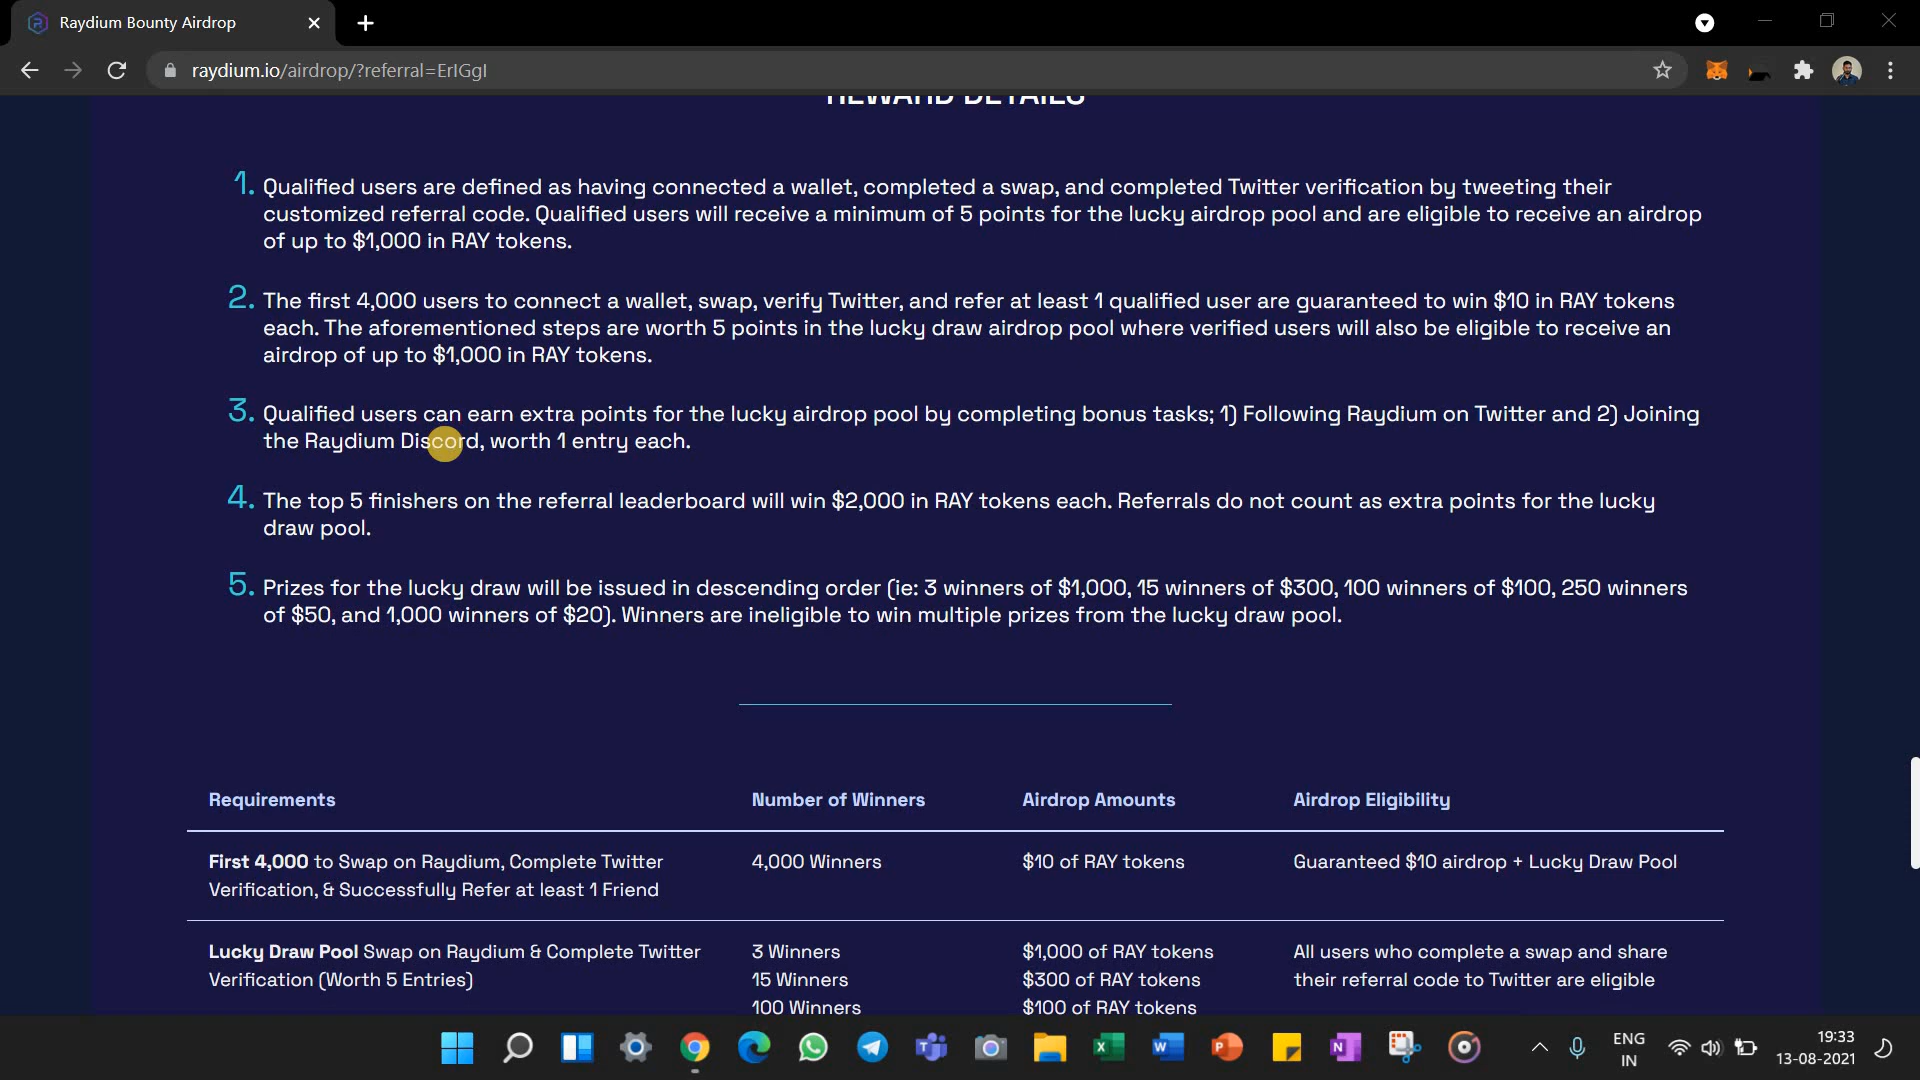 Raydium Bounty Airdrop
raydium.io/airdrop/?referral=ErIGgI
REWARD DETAILS
1. Qualified users are defined as having connected a wallet, completed a swap, and completed Twitter verification by tweeting their
customized referral code. Qualified users will receive a minimum of 5 points for the lucky airdrop pool and are eligible to receive an airdrop
of up to $1,000 in RAY tokens.
2. The first 4,000 users to connect a wallet, swap, verify Twitter, and refer at least 1 qualified user are guaranteed to win $10 in RAY tokens
each. The aforementioned steps are worth 5 points in the lucky draw airdrop pool where verified users will also be eligible to receive an
airdrop of up to $1,000 in RAY tokens.
3. Qualified users can earn extra points for the lucky airdrop pool by completing bonus tasks; 1) Following Raydium on Twitter and 2) Joining
the Raydium Discord, worth 1 entry each.
4. The top 5 finishers on the referral leaderboard will win $2,000 in RAY tokens each. Referrals do not count as extra points for the lucky
draw pool.
5. Prizes for the lucky draw will be issued in descending order (ie: 3 winners of $1,000, 15 winners of $300, 100 winners of $100, 250 winners
of $50, and 1,000 winners of $20). Winners are ineligible to win multiple prizes from the lucky draw pool.
Requirements Number of Winners Airdrop Amounts Airdrop Eligibility
First 4,000 to Swap on Raydium, Complete Twitter 4,000 Winners $10 of RAY tokens Guaranteed $10 airdrop + Lucky Draw Pool
Verification, & Successfully Refer at least 1 Friend
Lucky Draw Pool Swap on Raydium & Complete Twitter 3 Winners $1,000 of RAY tokens All users who complete a swap and share
Verification (Worth 5 Entries) 15 Winners $300 of RAY tokens their referral code to Twitter are eligible
100 Winners $100 of RAY tokens
ENG 19:33
IN 13-08-2021